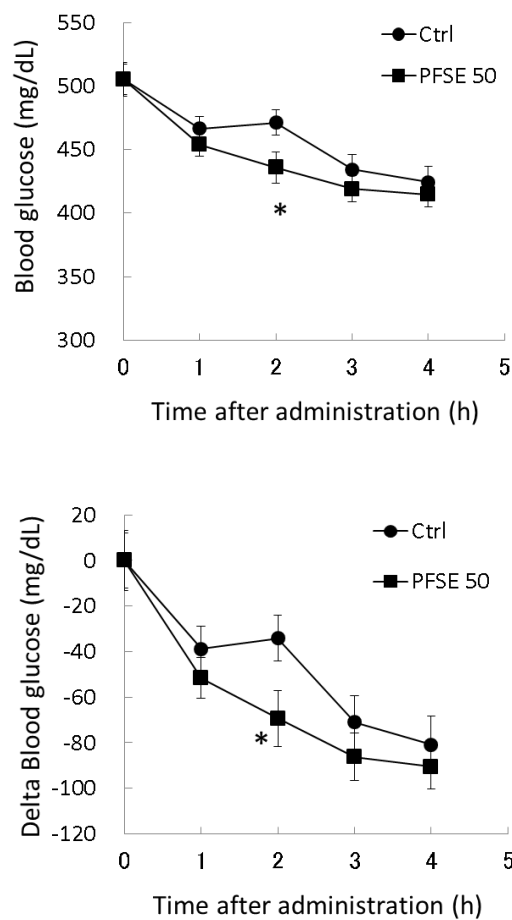 Blood glucose (mg/dL)
550
500
450
400
350
300
Ctrl
PFSE 50
*
0 1 2 3 4 5
Time after administration (h)
Delta Blood glucose (mg/dL)
20
0
-20
-40
-60
-80
-100
-120
Ctrl
PFSE 50
*
0 1 2 3 4 5
Time after administration (h)